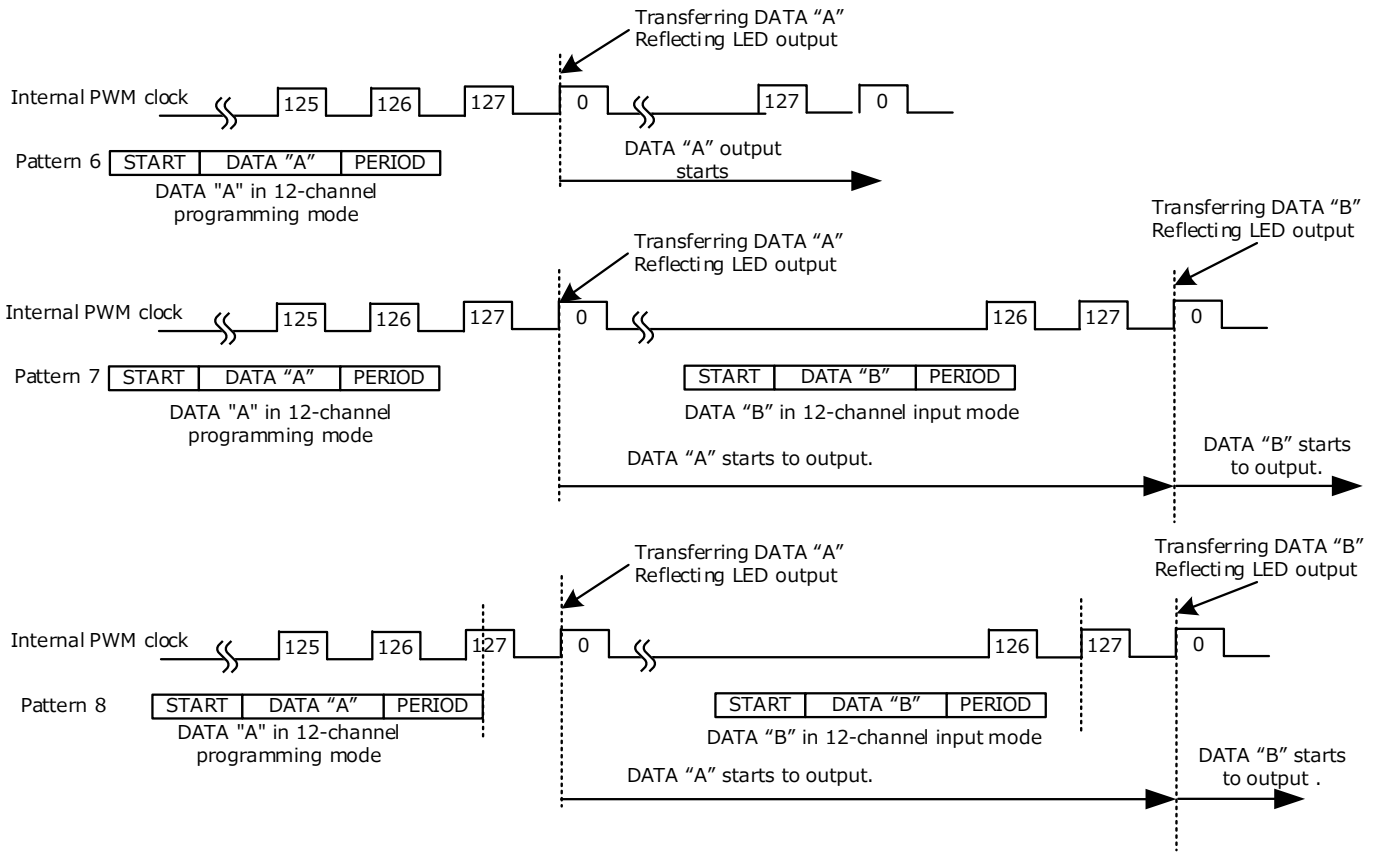 Transferring DATA “A”
Reflecting LED output
Internal PWM clock
125
126
127
0
127
0
Pattern 6
START
DATA ”A”
PERIOD
DATA “A” output
starts
DATA "A" in 12-channel
programming mode
Transferring DATA “B”
Reflecting LED output
Transferring DATA “A”
Reflecting LED output
Internal PWM clock
125
126
127
0
126
127
0
Pattern 7
START
DATA “A”
PERIOD
START
DATA “B”
PERIOD
DATA "A" in 12-channel
programming mode
DATA “B” in 12-channel input mode
DATA “A” starts to output.
DATA “B” starts
to output.
Transferring DATA “A”
Reflecting LED output
Transferring DATA “B”
Reflecting LED output
Internal PWM clock
125
126
127
0
126
127
0
Pattern 8
START
DATA “A”
PERIOD
START
DATA “B”
PERIOD
DATA "A" in 12-channel
programming mode
DATA “B” in 12-channel input mode
DATA “A” starts to output.
DATA “B” starts
to output .